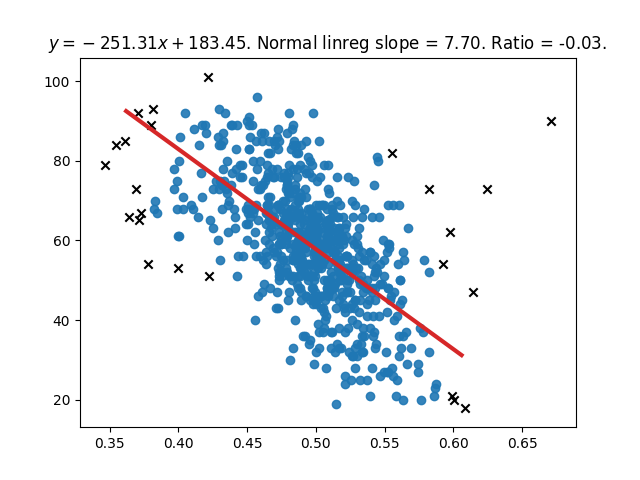 y = − 251.31x + 183.45. Normal linreg slope = 7.70. Ratio = -0.03.
100
80
60
40
20
0.35 0.40 0.45 0.50 0.55 0.60 0.65